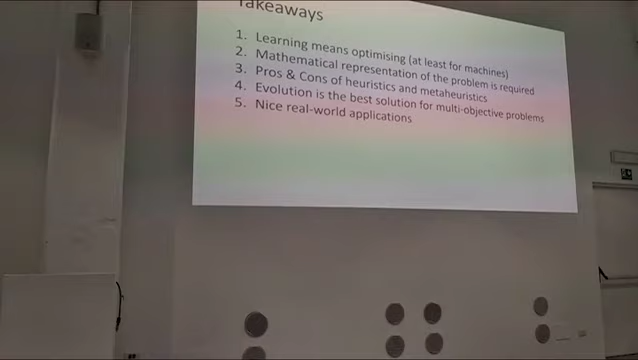 Takeaways
1. Learning means optimising (at least for machines)
2. Mathematical representation of the problem is required
3. Pros & Cons of heuristics and metaheuristics
4. Evolution is the best solution for multi-objective problems
5. Nice real-world applications